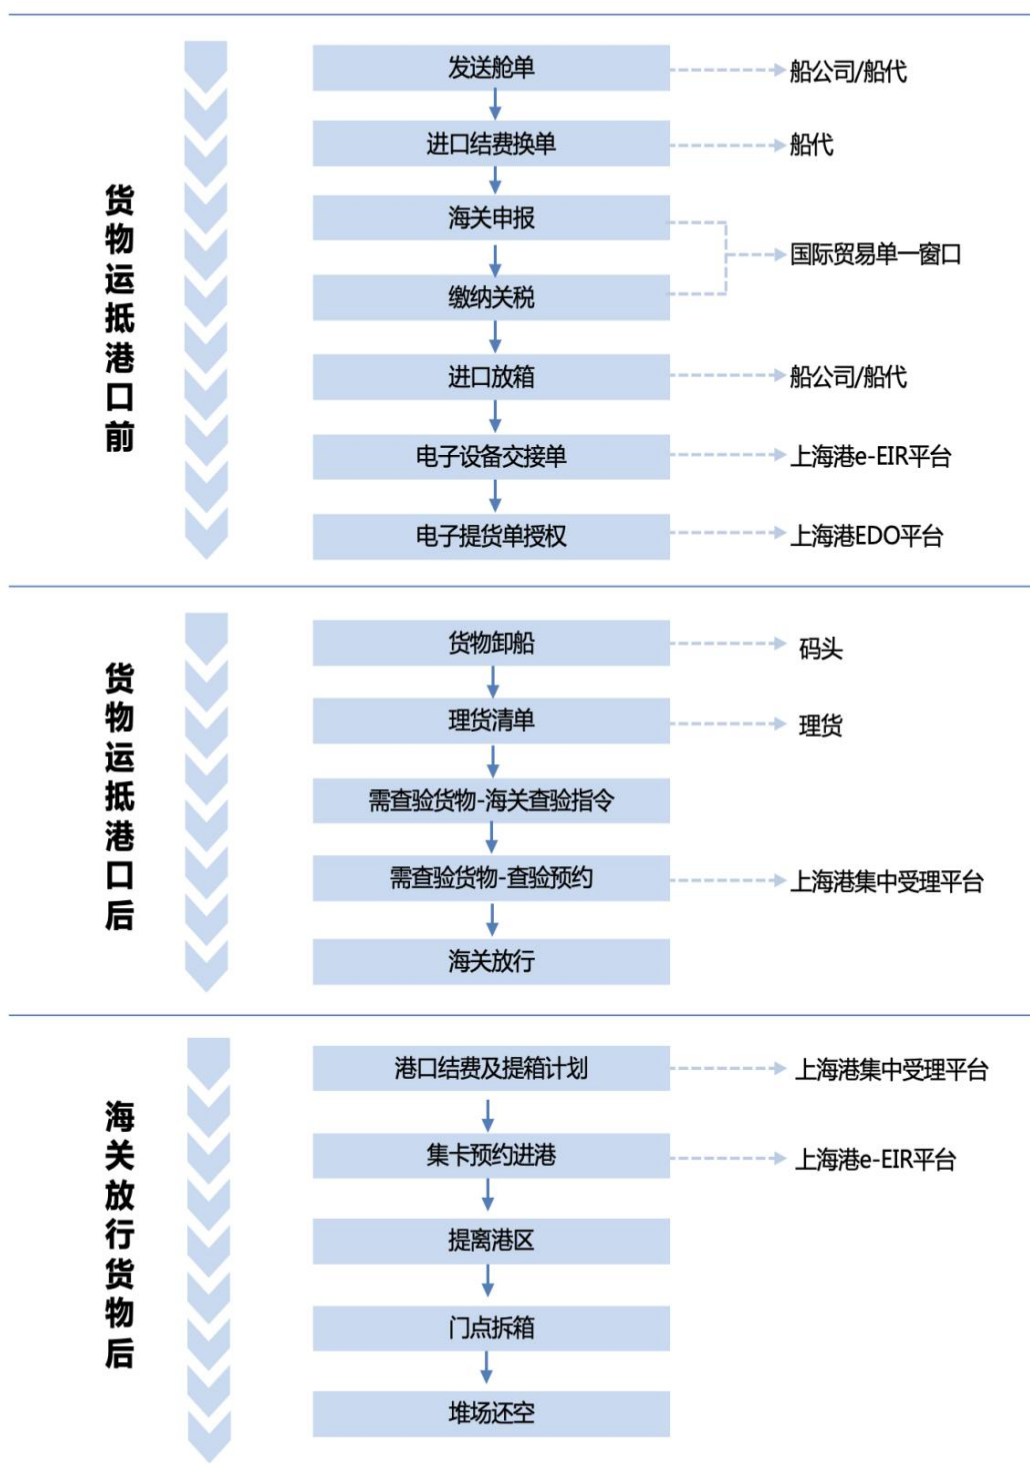 货物运抵港口前
发送舱单
船公司/船代
进口结费换单
船代
海关申报
国际贸易单一窗口
缴纳关税
进口放箱
船公司/船代
电子设备交接单
上海港e-EIR平台
电子提货单授权
上海港EDO平台
货物运抵港口后
货物卸船
码头
理货清单
理货
需查验货物-海关查验指令
需查验货物-查验预约
上海港集中受理平台
海关放行
海关放行货物后
港口结费及提箱计划
上海港集中受理平台
集卡预约进港
上海港e-EIR平台
提离港区
门点拆箱
堆场还空